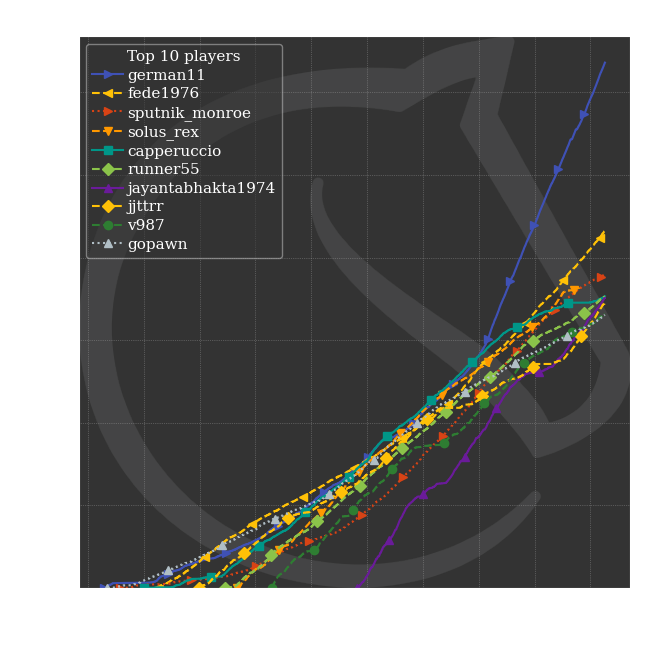 Top 10 players
german11
fede1976
sputnik_monroe
solus_rex
capperuccio
runner55
jayantabhakta1974
jjttrr
v987
gopawn